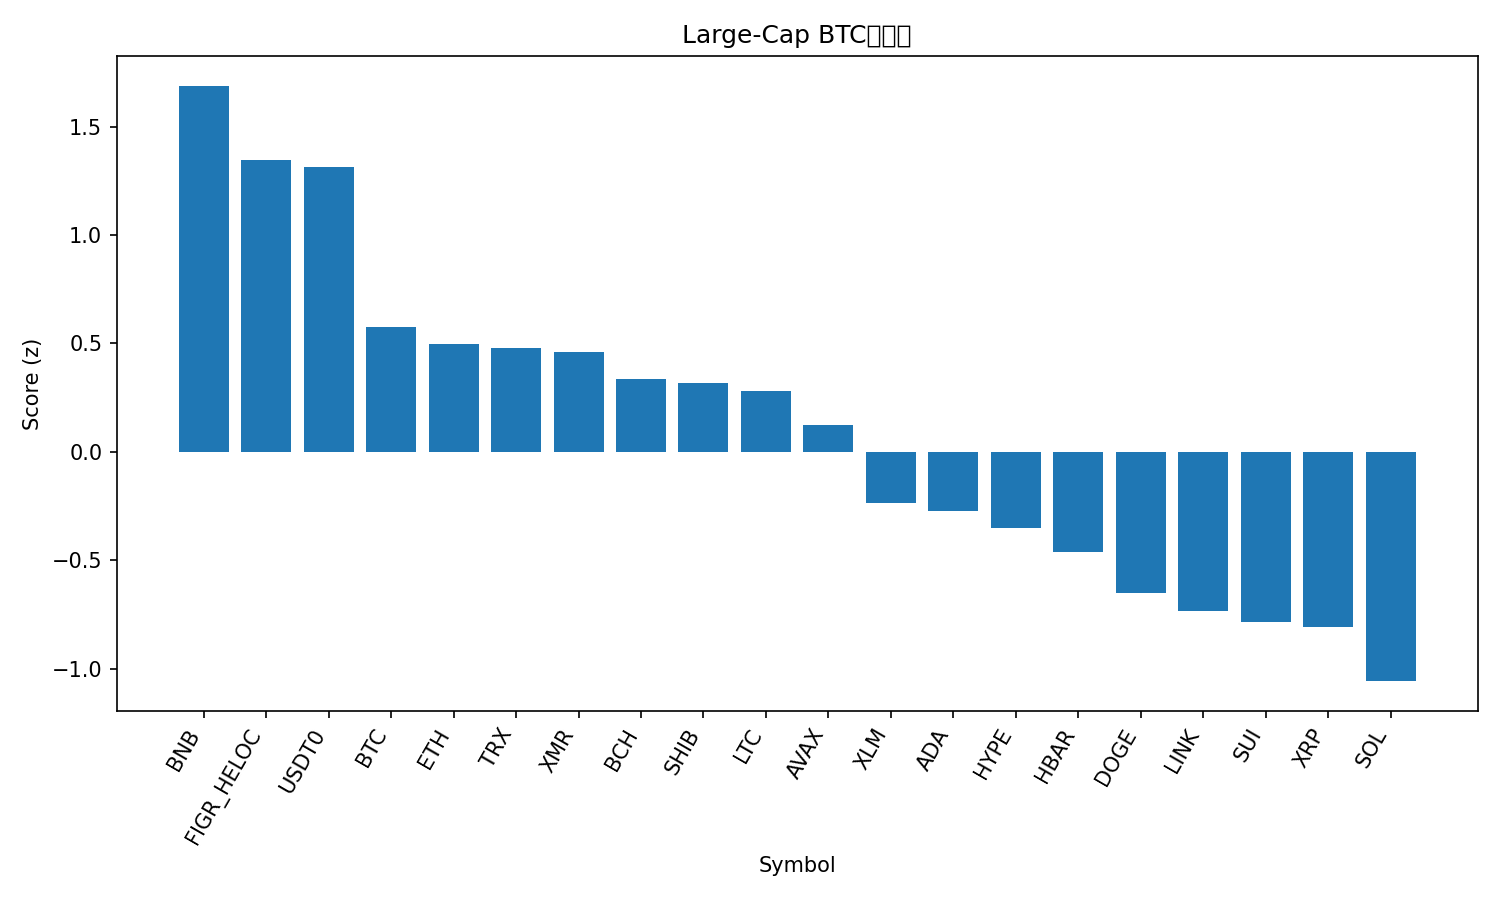 Large-Cap BTC
1.5
1.0
0.5
0.0
−0.5
−1.0
Score (z)
BNB
FIGR_HELOC
USDT0
BTC
ETH
TRX
XMR
BCH
SHIB
LTC
AVAX
XLM
ADA
HYPE
HBAR
DOGE
LINK
SUI
XRP
SOL
Symbol